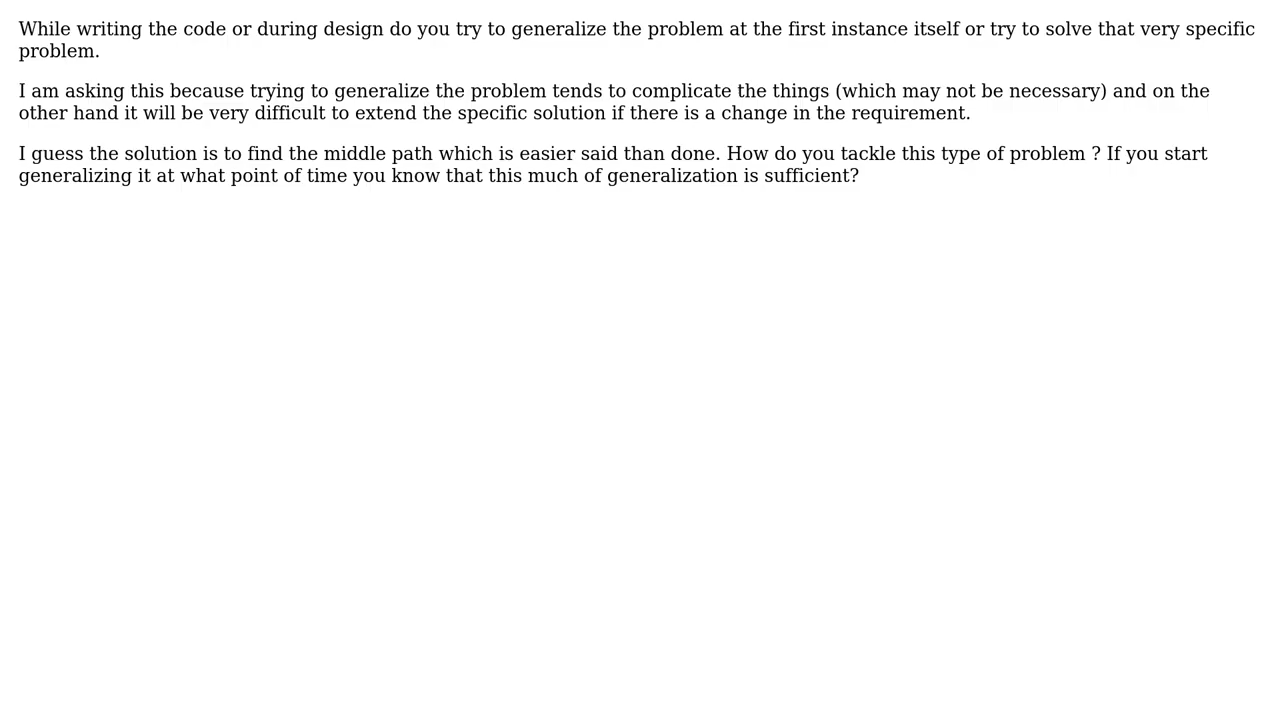 While writing the code or during design do you try to generalize the problem at the first instance itself or try to solve that very specific
problem.
I am asking this because trying to generalize the problem tends to complicate the things (which may not be necessary) and on the
other hand it will be very difficult to extend the specific solution if there is a change in the requirement.
I guess the solution is to find the middle path which is easier said than done. How do you tackle this type of problem ? If you start
generalizing it at what point of time you know that this much of generalization is sufficient?